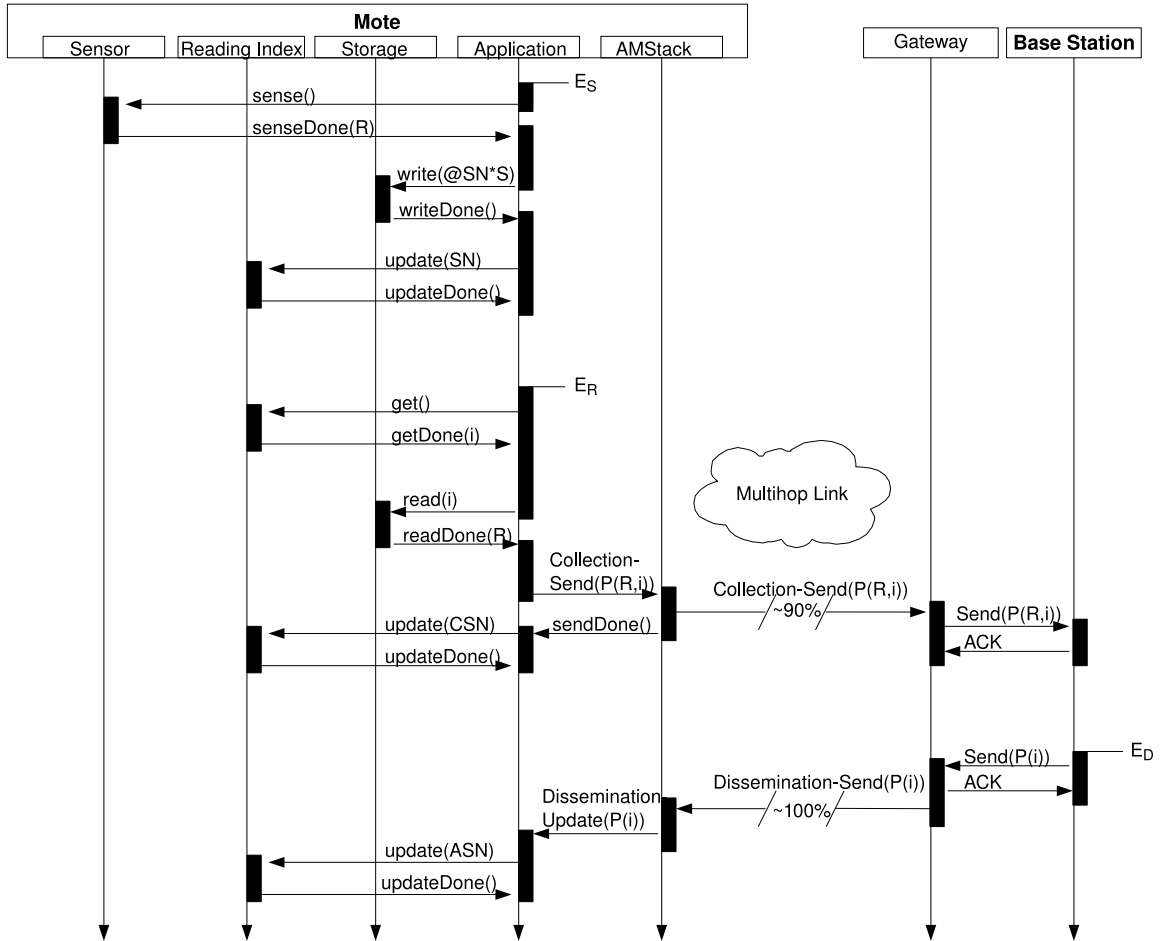 Mote
Sensor
Reading Index
Storage
Application
AMStack
Gateway
Base Station
E_S
sense()
senseDone(R)
write(@SN*S)
writeDone()
update(SN)
updateDone()
E_R
get()
getDone(i)
Multihop Link
read(i)
readDone(R)
Collection-
Send(P(R,i))
Collection-Send(P(R,i))
~90%
Send(P(R,i))
update(CSN)
sendDone()
ACK
updateDone()
E_D
Send(P(i))
Dissemination-Send(P(i))
ACK
Dissemination
Update(P(i))
~100%
update(ASN)
updateDone()